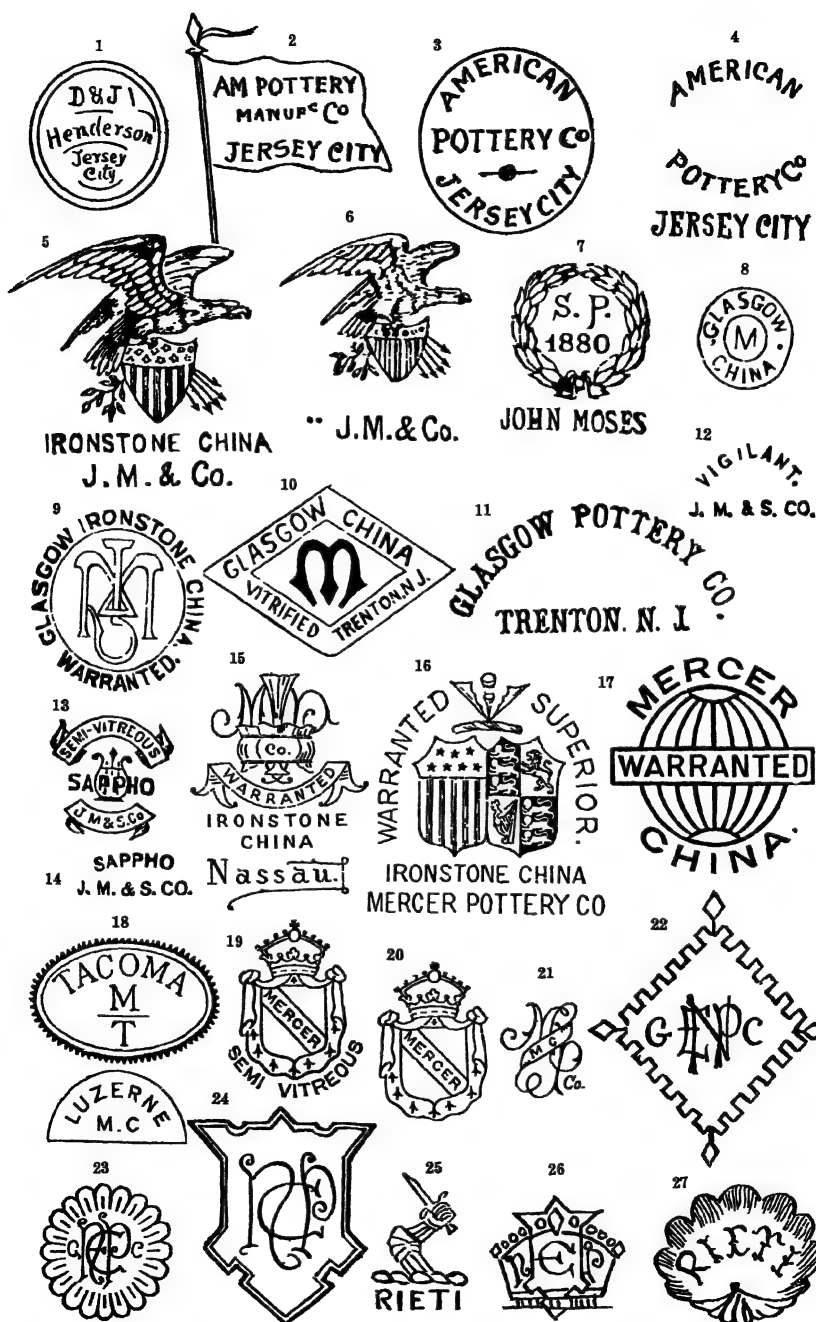 1
D & J
Henderson
Jersey
City
2
AM POTTERY
MANUFC CO
JERSEY CITY
3
AMERICAN
POTTERY CO
JERSEY CITY
4
AMERICAN
POTTERY CO
JERSEY CITY
5
IRONSTONE CHINA
J. M. & Co.
6
J.M. & Co.
7
S. P.
1880
JOHN MOSES
8
GLASGOW
M
CHINA
9
GLASGOW IRONSTONE CHINA.
WARRANTED.
10
GLASGOW CHINA
M
VITRIFIED TRENTON, N.J.
11
GLASGOW POTTERY CO.
TRENTON. N. J.
12
VIGILANT.
J. M. & S. CO.
13
SEMI-VITREOUS
SAPPHO
J M & S. Co
14
SAPPHO
J. M. & S. CO.
15
Co.
WARRANTED
IRONSTONE
CHINA
Nassau.
16
WARRANTED SUPERIOR.
IRONSTONE CHINA
MERCER POTTERY CO
17
MERCER
WARRANTED
CHINA.
18
TACOMA
M
T
LUZERNE
M. C
19
MERCER
SEMI VITREOUS
20
MERCER
21
Co.
22
G ENP C
23
G C
24
25
RIETI
26
NEP
27
RIETI